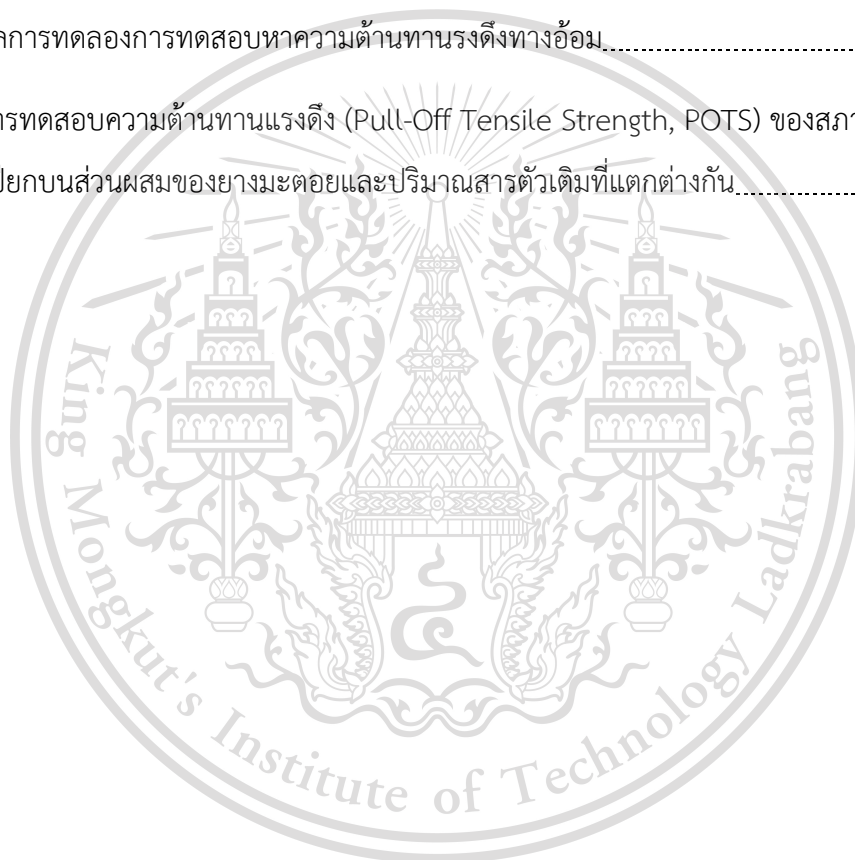 ลการทดลองการทดสอบหาความต้านทานรงดึงทางอ้อม
ารทดสอบความต้านทานแรงดึง (Pull-Off Tensile Strength, POTS) ของสภา
ปียกบนส่วนผสมของยางมะตอยและปริมาณสารตัวเติมที่แตกต่างกัน
King Mongkut's Institute of Technology Ladkrabang